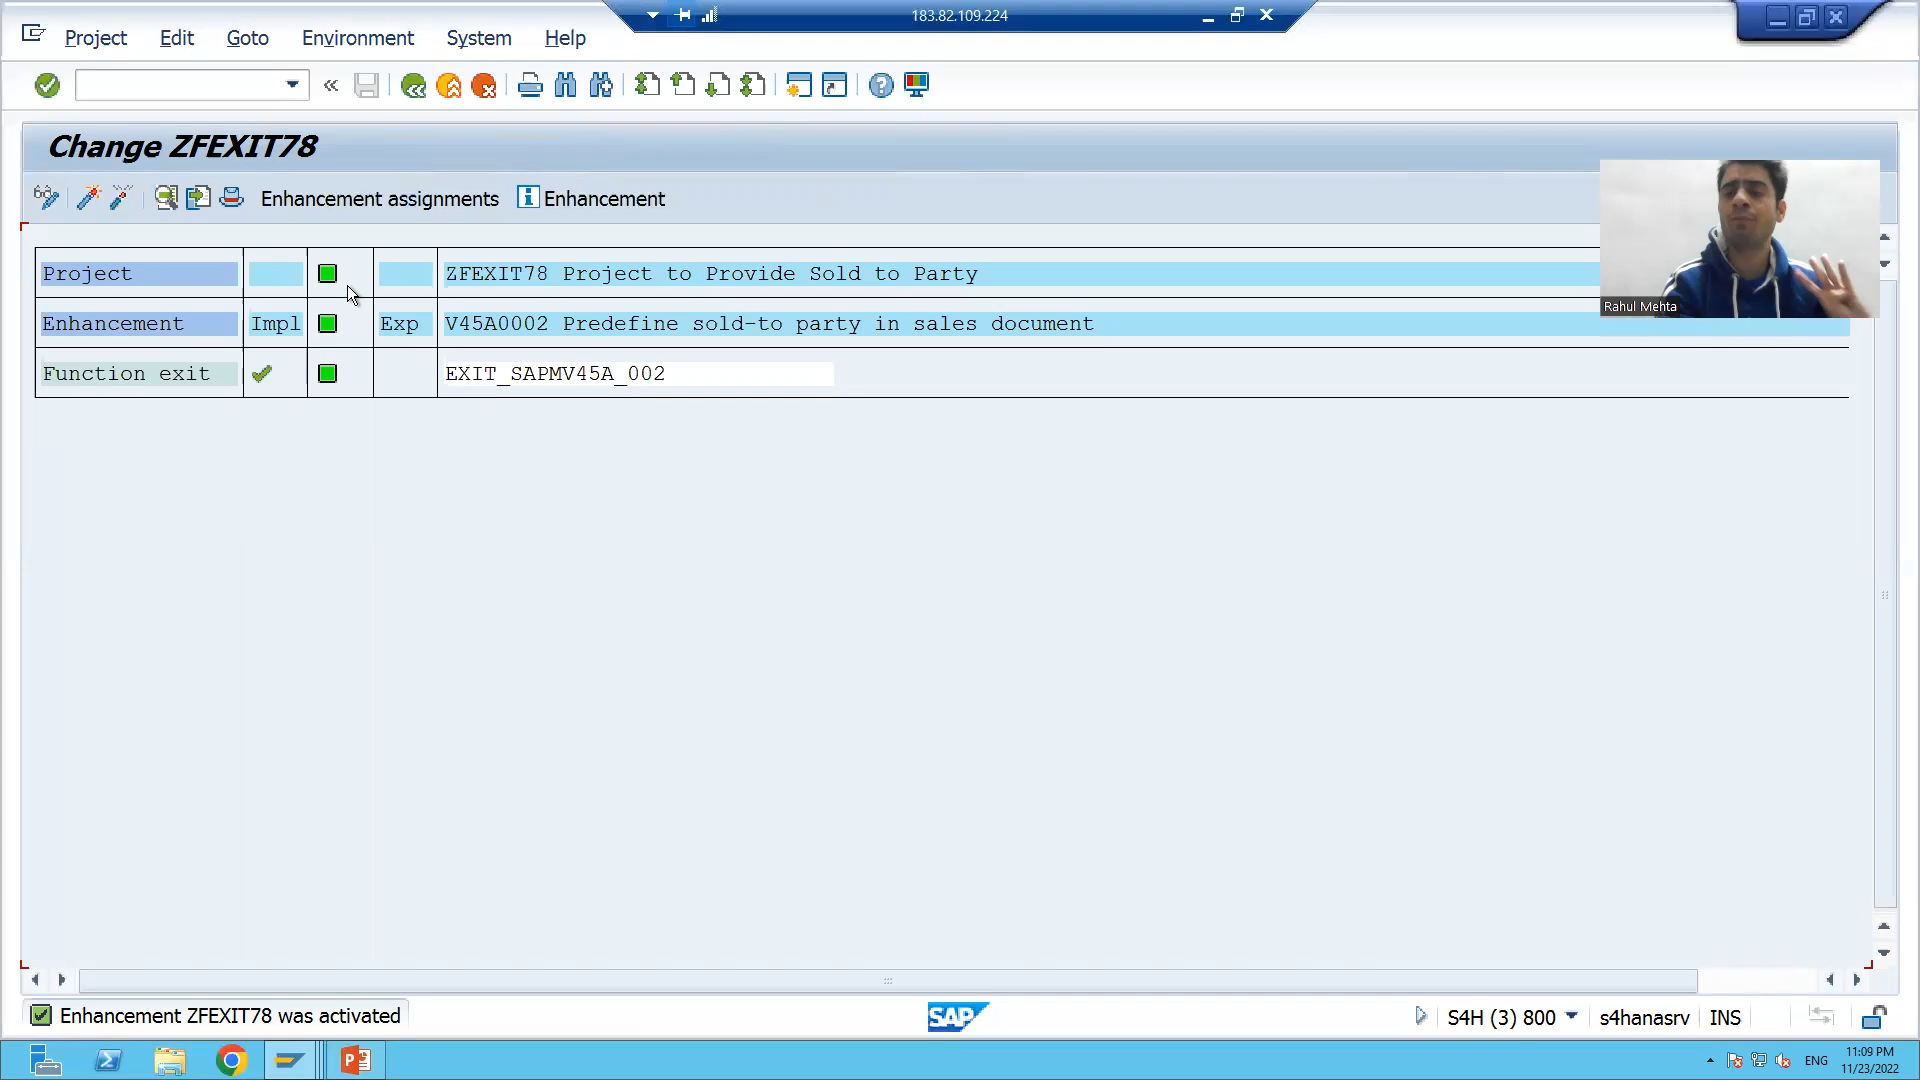 183.82.109.224
Project Edit Goto Environment System Help
Change ZFEXIT78
Enhancement assignments Enhancement
Project ZFEXIT78 Project to Provide Sold to Party
Enhancement Impl Exp V45A0002 Predefine sold-to party in sales document
Function exit EXIT_SAPMV45A_002
Rahul Mehta
Enhancement ZFEXIT78 was activated
SAP
S4H (3) 800 s4hanasrv INS
ENG
11:09 PM
11/23/2022